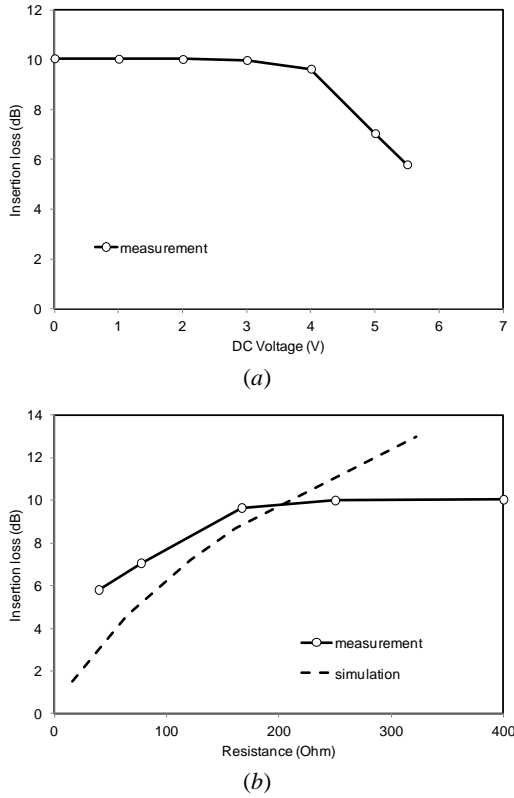 12
10
8
6
4
2
0
Insertion loss (dB)
measurement
0 1 2 3 4 5 6 7
DC Voltage (V)
(a)
14
12
10
8
6
4
2
0
Insertion loss (dB)
measurement
simulation
0 100 200 300 400
Resistance (Ohm)
(b)